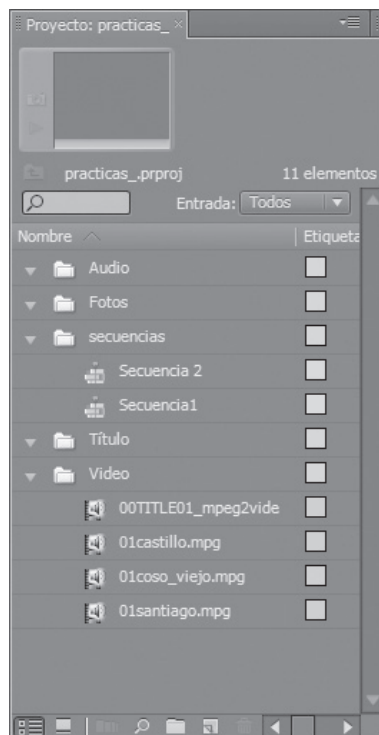 Proyecto: practicas_ ×
practicas_.prproj 11 elementos
Entrada: Todos
Nombre Etiqueta
Audio
Fotos
secuencias
Secuencia 2
Secuencia1
Título
Video
00TITLE01_mpeg2vide
01castillo.mpg
01coso_viejo.mpg
01santiago.mpg